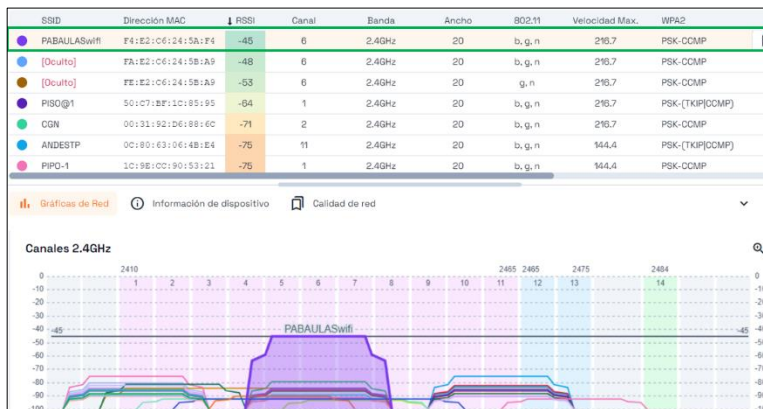 SSID Dirección MAC ↓ RSSI Canal Banda Ancho 802.11 Velocidad Max. WPA2
PABAULASwifi F4:E2:C6:24:5A:F4 -45 6 2.4GHz 20 b, g, n 216.7 PSK-CCMP
[Oculto] FA:E2:C6:24:5B:A9 -48 6 2.4GHz 20 b, g, n 216.7 PSK-CCMP
[Oculto] FE:E2:C6:24:5B:A9 -53 6 2.4GHz 20 g, n 216.7 PSK-CCMP
PISO@1 50:C7:BF:1C:85:95 -64 1 2.4GHz 20 b, g, n 216.7 PSK-(TKIP|CCMP)
CGN 00:31:92:D6:88:6C -71 2 2.4GHz 20 b, g, n 216.7 PSK-CCMP
ANDESTP 0C:80:63:06:4B:E4 -75 11 2.4GHz 20 b, g, n 144.4 PSK-(TKIP|CCMP)
PIPO-1 1C:9E:CC:90:53:21 -75 1 2.4GHz 20 b, g, n 144.4 PSK-CCMP
Gráficas de Red Información de dispositivo Calidad de red
Canales 2.4GHz
2410 2465 2465 2475 2484
0 1 2 3 4 5 6 7 8 9 10 11 12 13 14 0
-10 -10
-20 -20
-30 -30
-40 PABAULASwifi -40
-45 -45
-50 -50
-60 -60
-70 -70
-80 -80
-90 -90
-100 -100